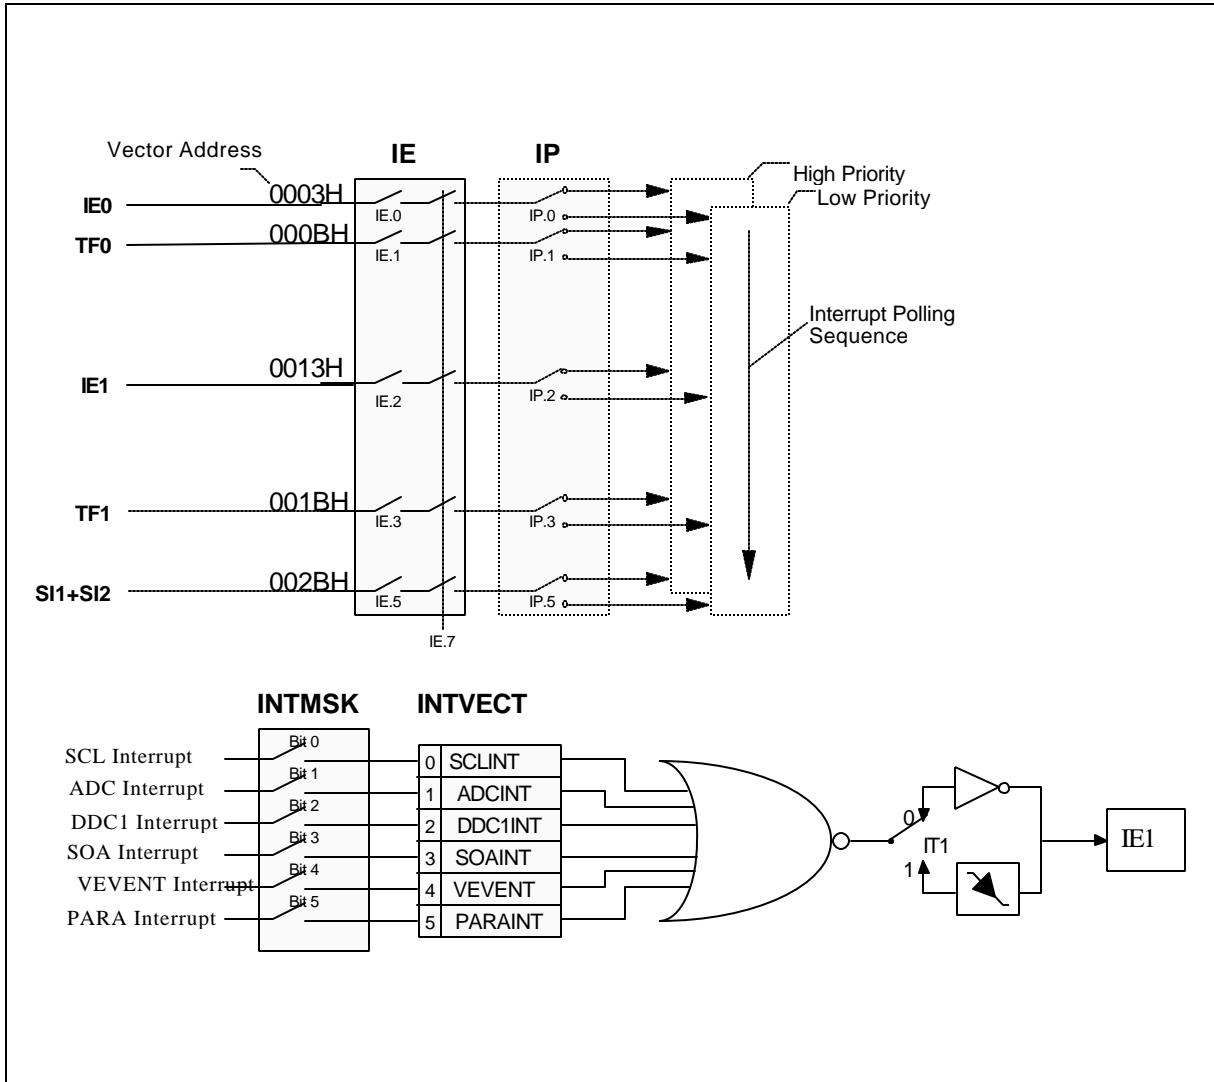 Vector Address
IE
IP
High Priority
Low Priority
IE0
0003H
IE.0
IP.0
TF0
000BH
IE.1
IP.1
Interrupt Polling
Sequence
IE1
0013H
IE.2
IP.2
TF1
001BH
IE.3
IP.3
SI1+SI2
002BH
IE.5
IP.5
IE.7
INTMSK
INTVECT
SCL Interrupt
Bit 0
0 SCLINT
ADC Interrupt
Bit 1
1 ADCINT
DDC1 Interrupt
Bit 2
2 DDC1INT
SOA Interrupt
Bit 3
3 SOAINT
VEVENT Interrupt
Bit 4
4 VEVENT
PARA Interrupt
Bit 5
5 PARAINT
0
IT1
1
IE1